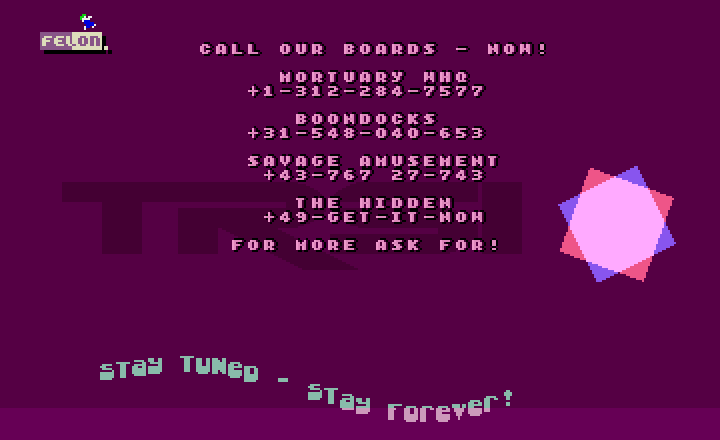 FELON.
CALL OUR BOARDS - NOW!
MORTUARY WHQ
+1-312-284-7577
BOONDOCKS
+31-548-040-653
SAVAGE AMUSEMENT
+43-767 27-743
THE HIDDEN
+49-GET-IT-NOW
FOR MORE ASK FOR!
TRSI
STAY TUNED - STAY FOREVER!